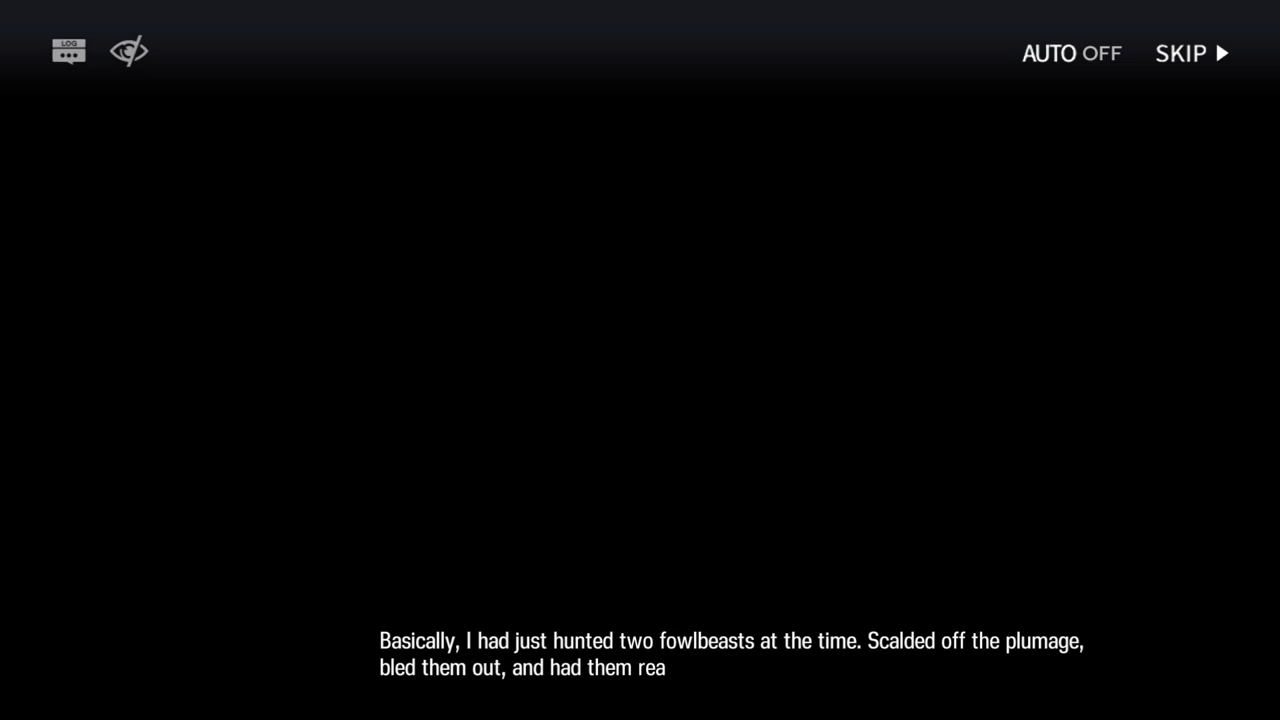 LOG
AUTO OFF SKIP
Basically, I had just hunted two fowlbeasts at the time. Scalded off the plumage,
bled them out, and had them rea